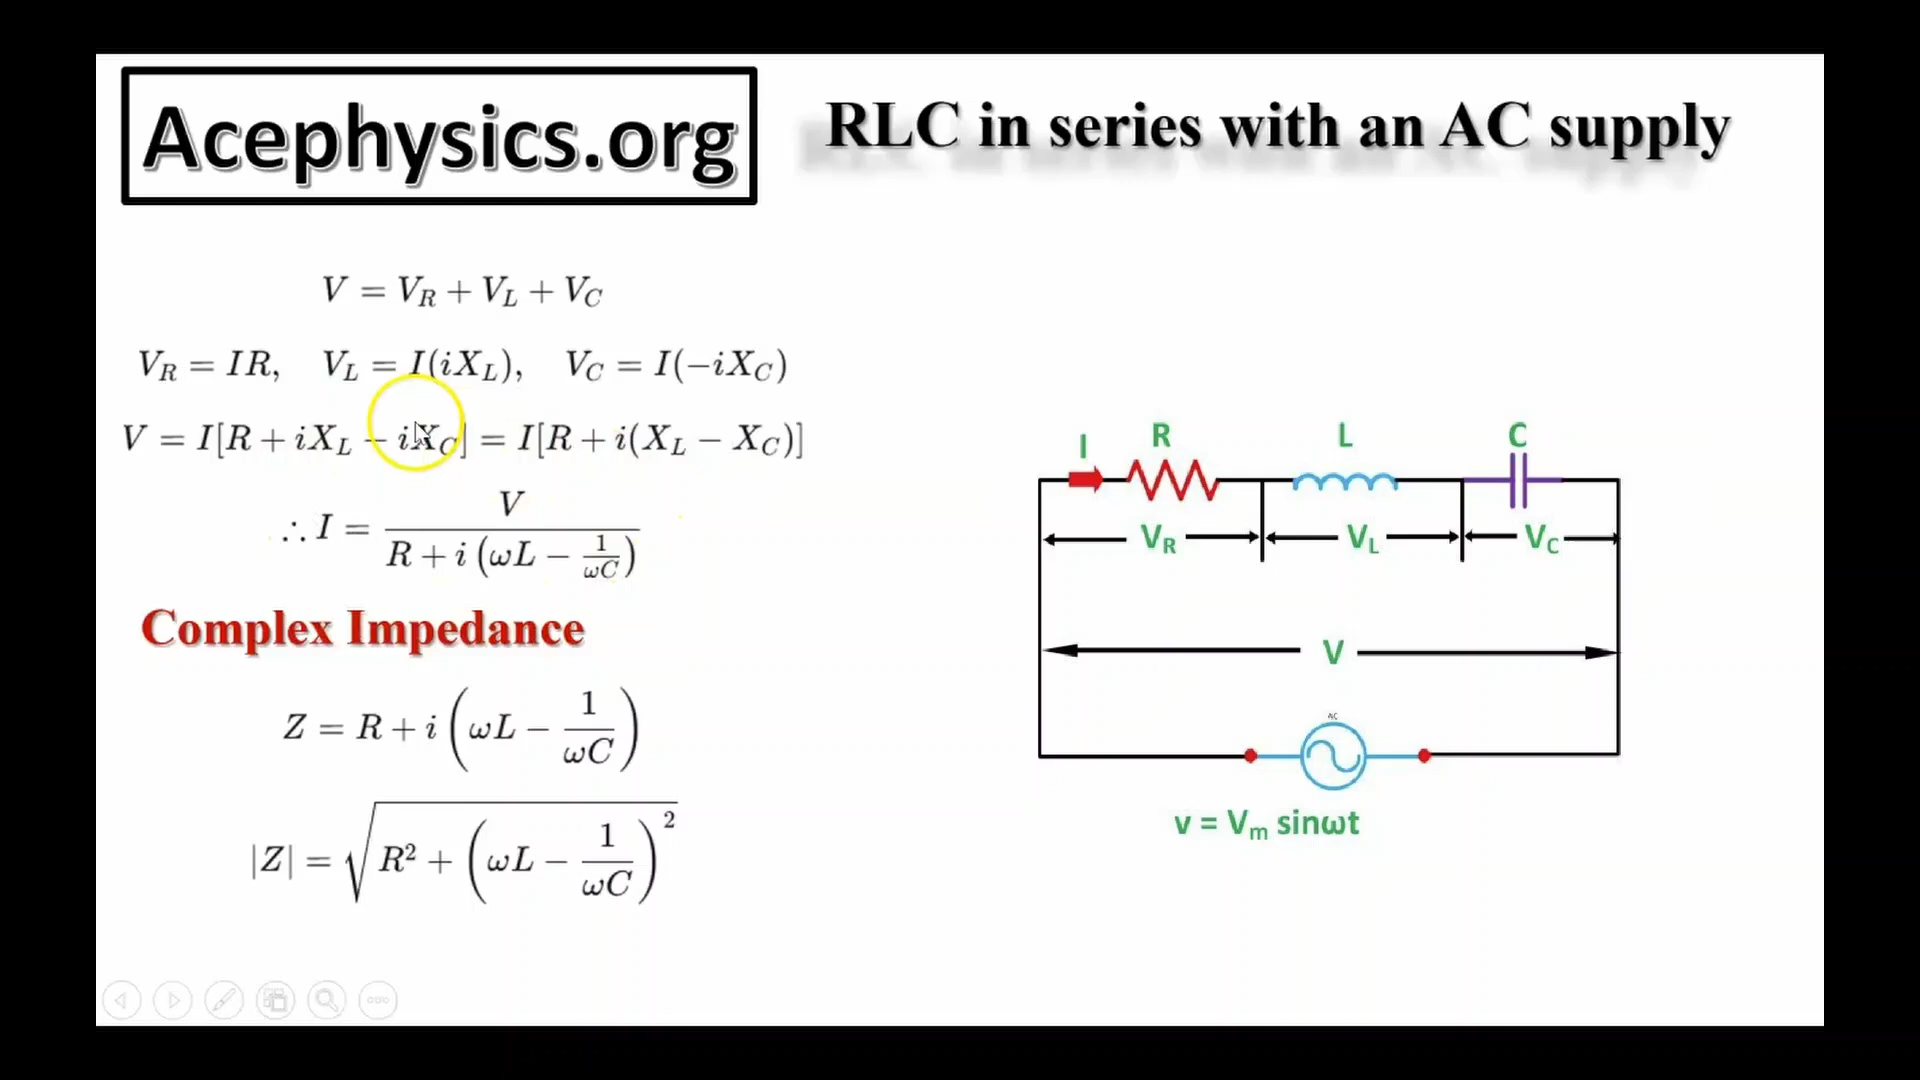 Acephysics.org
RLC in series with an AC supply
V = V_R + V_L + V_C
V_R = IR, V_L = I(iX_L), V_C = I(−iX_C)
V = I[R + iX_L − iX_C] = I[R + i(X_L − X_C)]
∴ I = V / (R + i(ωL − 1/ωC))
Complex Impedance
Z = R + i(ωL − 1/ωC)
|Z| = √(R² + (ωL − 1/ωC)²)
I R L C
V_R V_L V_C
V
AC
v = V_m sinωt